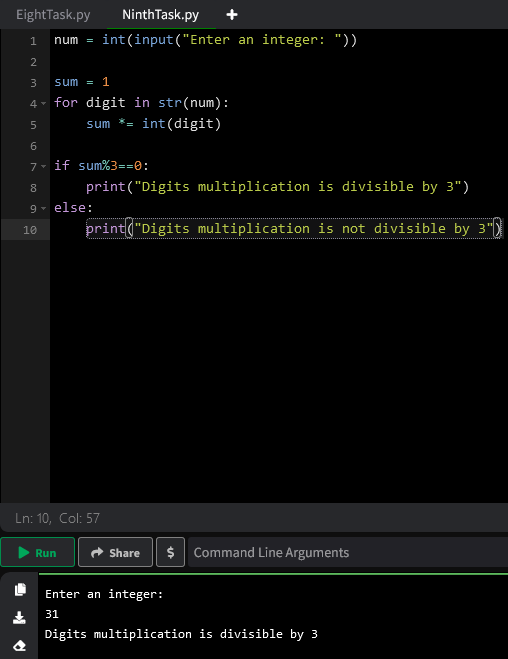 EightTask.py NinthTask.py +
1 num = int(input("Enter an integer: "))
2
3 sum = 1
4 for digit in str(num):
5     sum *= int(digit)
6
7 if sum%3==0:
8     print("Digits multiplication is divisible by 3")
9 else:
10     print("Digits multiplication is not divisible by 3")
Ln: 10, Col: 57
Run Share $ Command Line Arguments
Enter an integer:
31
Digits multiplication is divisible by 3